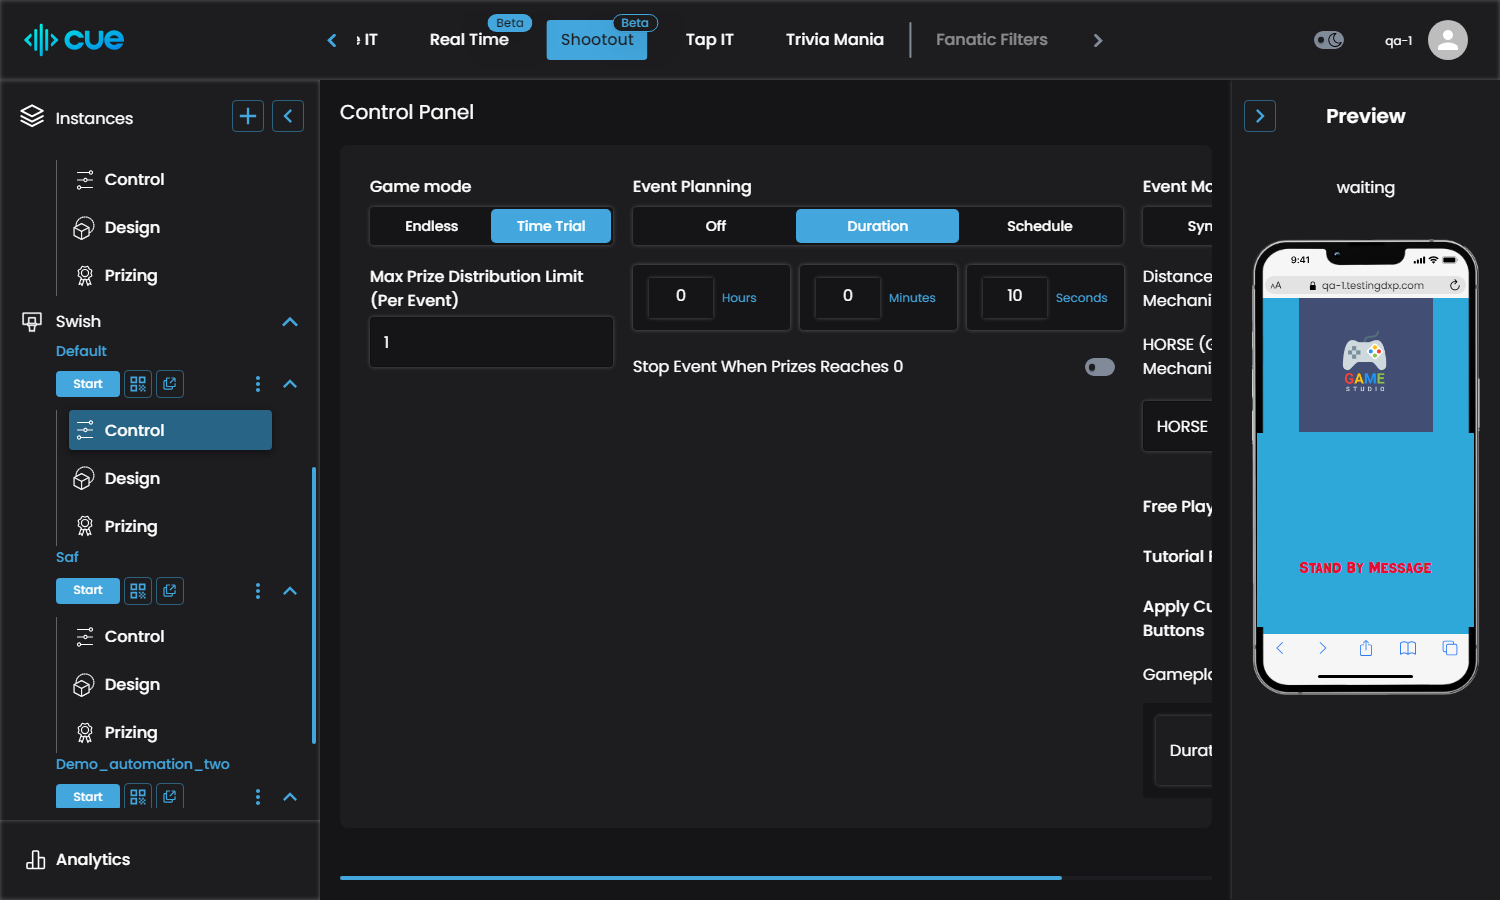 cue
e IT
Real Time
Beta
Shootout
Beta
Tap IT
Trivia Mania
Fanatic Filters
qa-1
Instances
Control
Design
Prizing
Swish
Default
Start
Control
Design
Prizing
Saf
Start
Control
Design
Prizing
Demo_automation_two
Start
Analytics
Control Panel
Game mode
Endless
Time Trial
Max Prize Distribution Limit
(Per Event)
1
Event Planning
Off
Duration
Schedule
0
Hours
0
Minutes
10
Seconds
Stop Event When Prizes Reaches 0
Event Mo
Syn
Distance
Mechani
HORSE (G
Mechani
HORSE
Free Play
Tutorial
Apply Cu
Buttons
Gamepla
Durat
Preview
waiting
9:41
AA
qa-1.testingdxp.com
GAME
STUDIO
Stand By Message